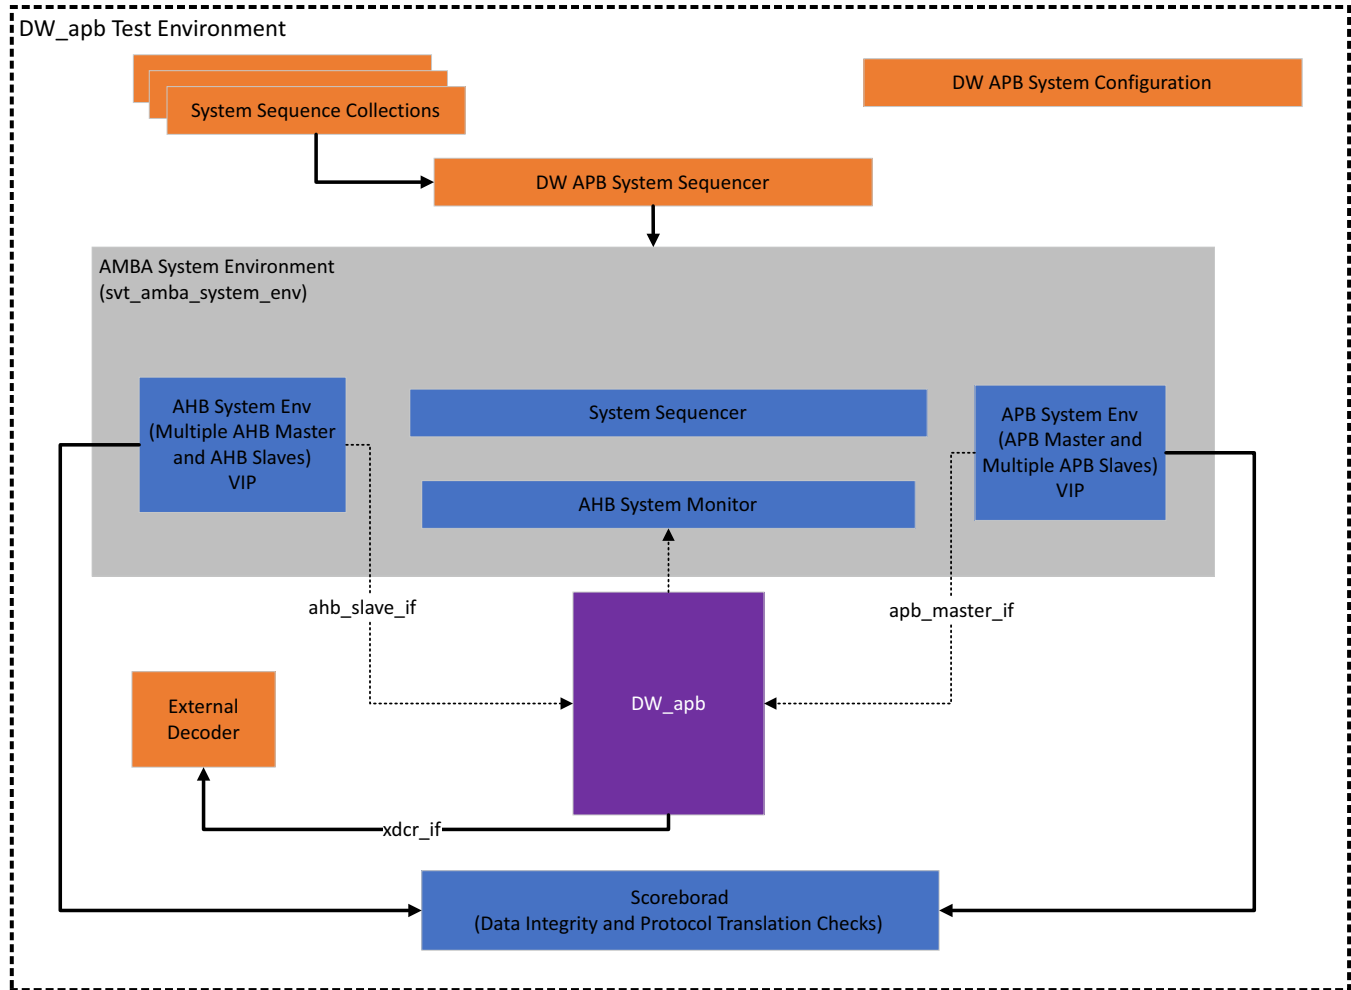 DW_apb Test Environment
System Sequence Collections
DW APB System Configuration
DW APB System Sequencer
AMBA System Environment
(svt_amba_system_env)
AHB System Env
(Multiple AHB Master
and AHB Slaves)
VIP
System Sequencer
APB System Env
(APB Master and
Multiple APB Slaves)
VIP
AHB System Monitor
ahb_slave_if
apb_master_if
DW_apb
External
Decoder
xdcr_if
Scoreborad
(Data Integrity and Protocol Translation Checks)